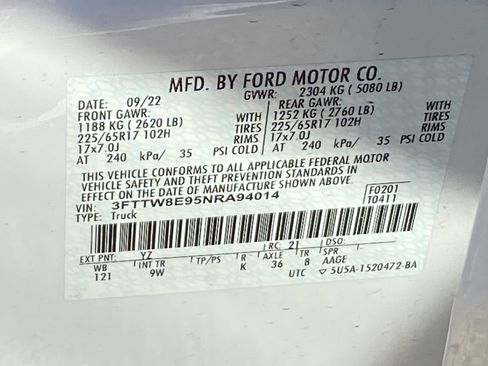 MFD. BY FORD MOTOR CO.
DATE: 09/22 GVWR: 2304 KG (5080 LB)
FRONT GAWR: WITH REAR GAWR: WITH
1188 KG (2620 LB) TIRES 1252 KG (2760 LB) TIRES
225/65R17 102H RIMS 225/65R17 102H RIMS
17x7.0J 17x7.0J
AT 240 kPa/ 35 PSI COLD AT 240 kPa/ 35 PSI COLD
THIS VEHICLE CONFORMS TO ALL APPLICABLE FEDERAL MOTOR
VEHICLE SAFETY AND THEFT PREVENTION STANDARDS IN
EFFECT ON THE DATE OF MANUFACTURE SHOWN ABOVE.
VIN: 3FTTW8E95NRA94014 F0201
TYPE: Truck T0411
EXT PNT: YZ RC: 21 DSO:
WB INT TR TP/PS R AXLE TR SPR
121 9W K 36 8 AAGE
UTC 5U5A-1520472-BA